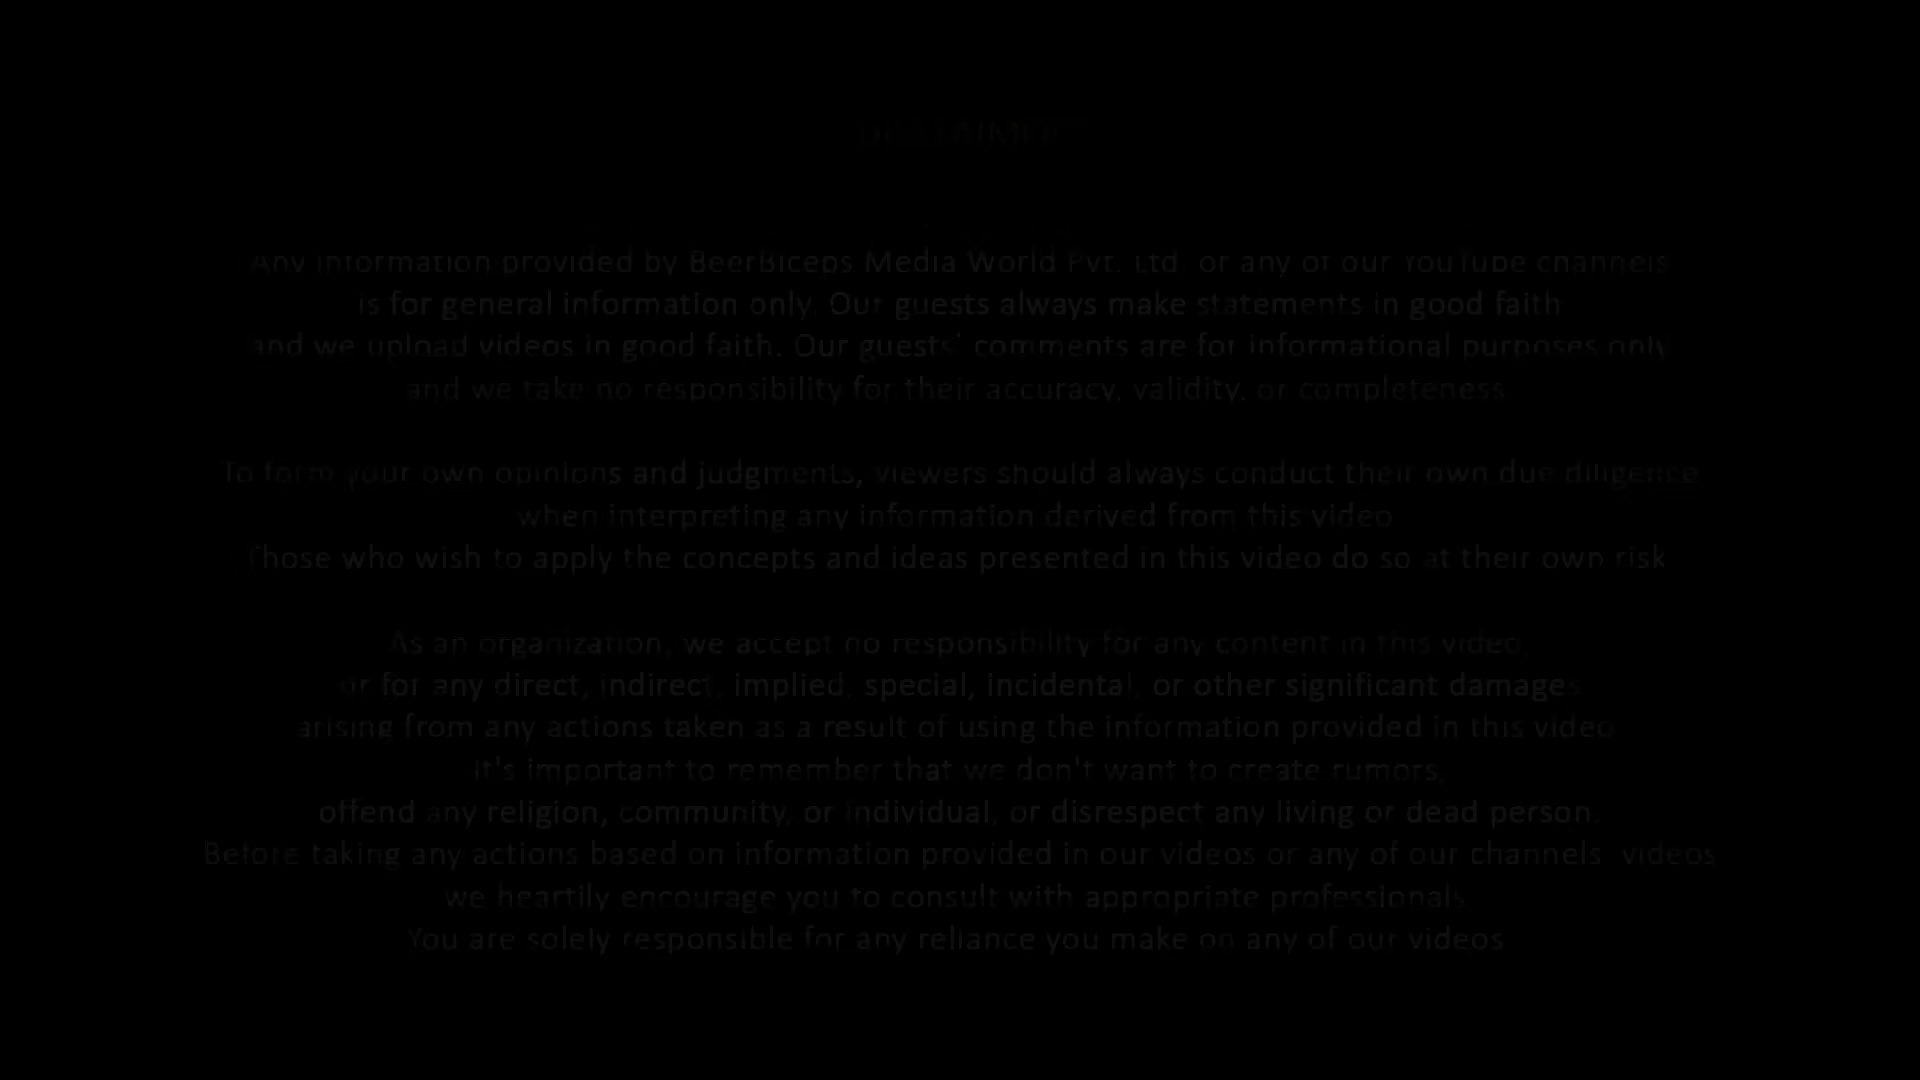 DISCLAIMER
Any information provided by BeerBiceps Media World Pvt. Ltd. or any of our YouTube channels
is for general information only. Our guests always make statements in good faith
and we upload videos in good faith. Our guests' comments are for informational purposes only
and we take no responsibility for their accuracy, validity, or completeness
To form your own opinions and judgments, viewers should always conduct their own due diligence
when interpreting any information derived from this video
Those who wish to apply the concepts and ideas presented in this video do so at their own risk
As an organization, we accept no responsibility for any content in this video,
or for any direct, indirect, implied, special, incidental, or other significant damages
arising from any actions taken as a result of using the information provided in this video
It's important to remember that we don't want to create rumors,
offend any religion, community, or individual, or disrespect any living or dead person.
Before taking any actions based on information provided in our videos or any of our channels' videos
we heartily encourage you to consult with appropriate professionals
You are solely responsible for any reliance you make on any of our videos